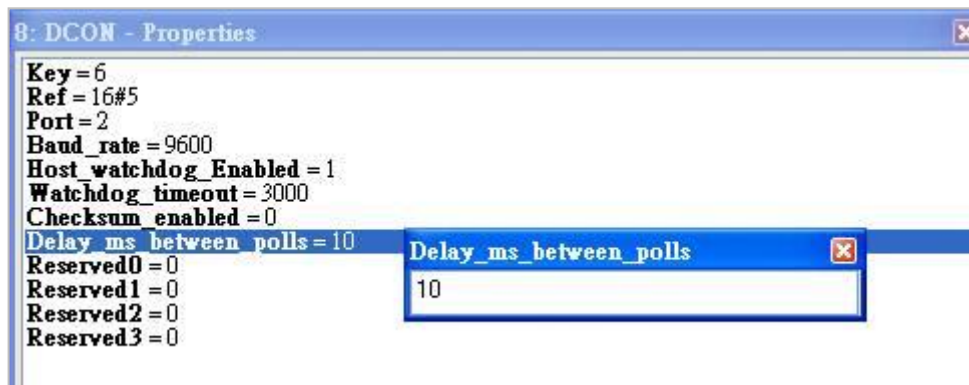 8: DCON - Properties
Key = 6
Ref = 16#5
Port = 2
Baud_rate = 9600
Host_watchdog_Enabled = 1
Watchdog_timeout = 3000
Checksum_enabled = 0
Delay_ms_between_polls = 10
Reserved0 = 0
Reserved1 = 0
Reserved2 = 0
Reserved3 = 0
Delay_ms_between_polls
10